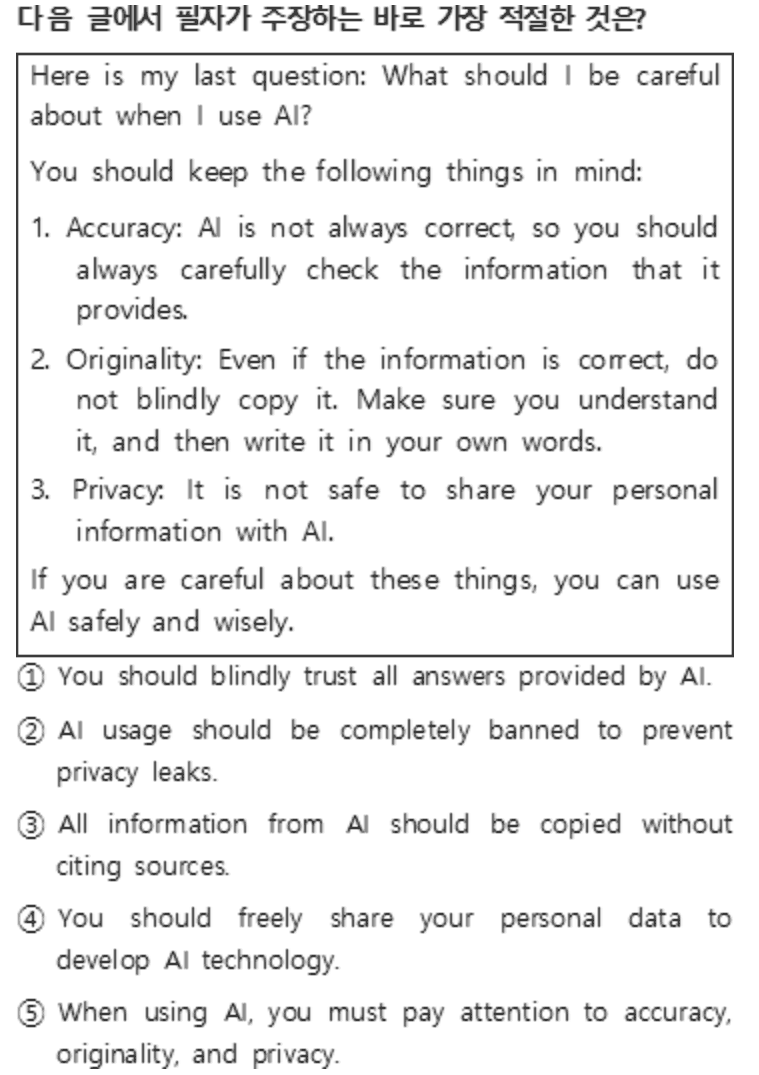 다음 글에서 필자가 주장하는 바로 가장 적절한 것은?
Here is my last question: What should I be careful
about when I use AI?
You should keep the following things in mind:
1. Accuracy: AI is not always correct, so you should
always carefully check the information that it
provides.
2. Originality: Even if the information is correct, do
not blindly copy it. Make sure you understand
it, and then write it in your own words.
3. Privacy: It is not safe to share your personal
information with AI.
If you are careful about these things, you can use
AI safely and wisely.
① You should blindly trust all answers provided by AI.
② AI usage should be completely banned to prevent
privacy leaks.
③ All information from AI should be copied without
citing sources.
④ You should freely share your personal data to
develop AI technology.
⑤ When using AI, you must pay attention to accuracy,
originality, and privacy.